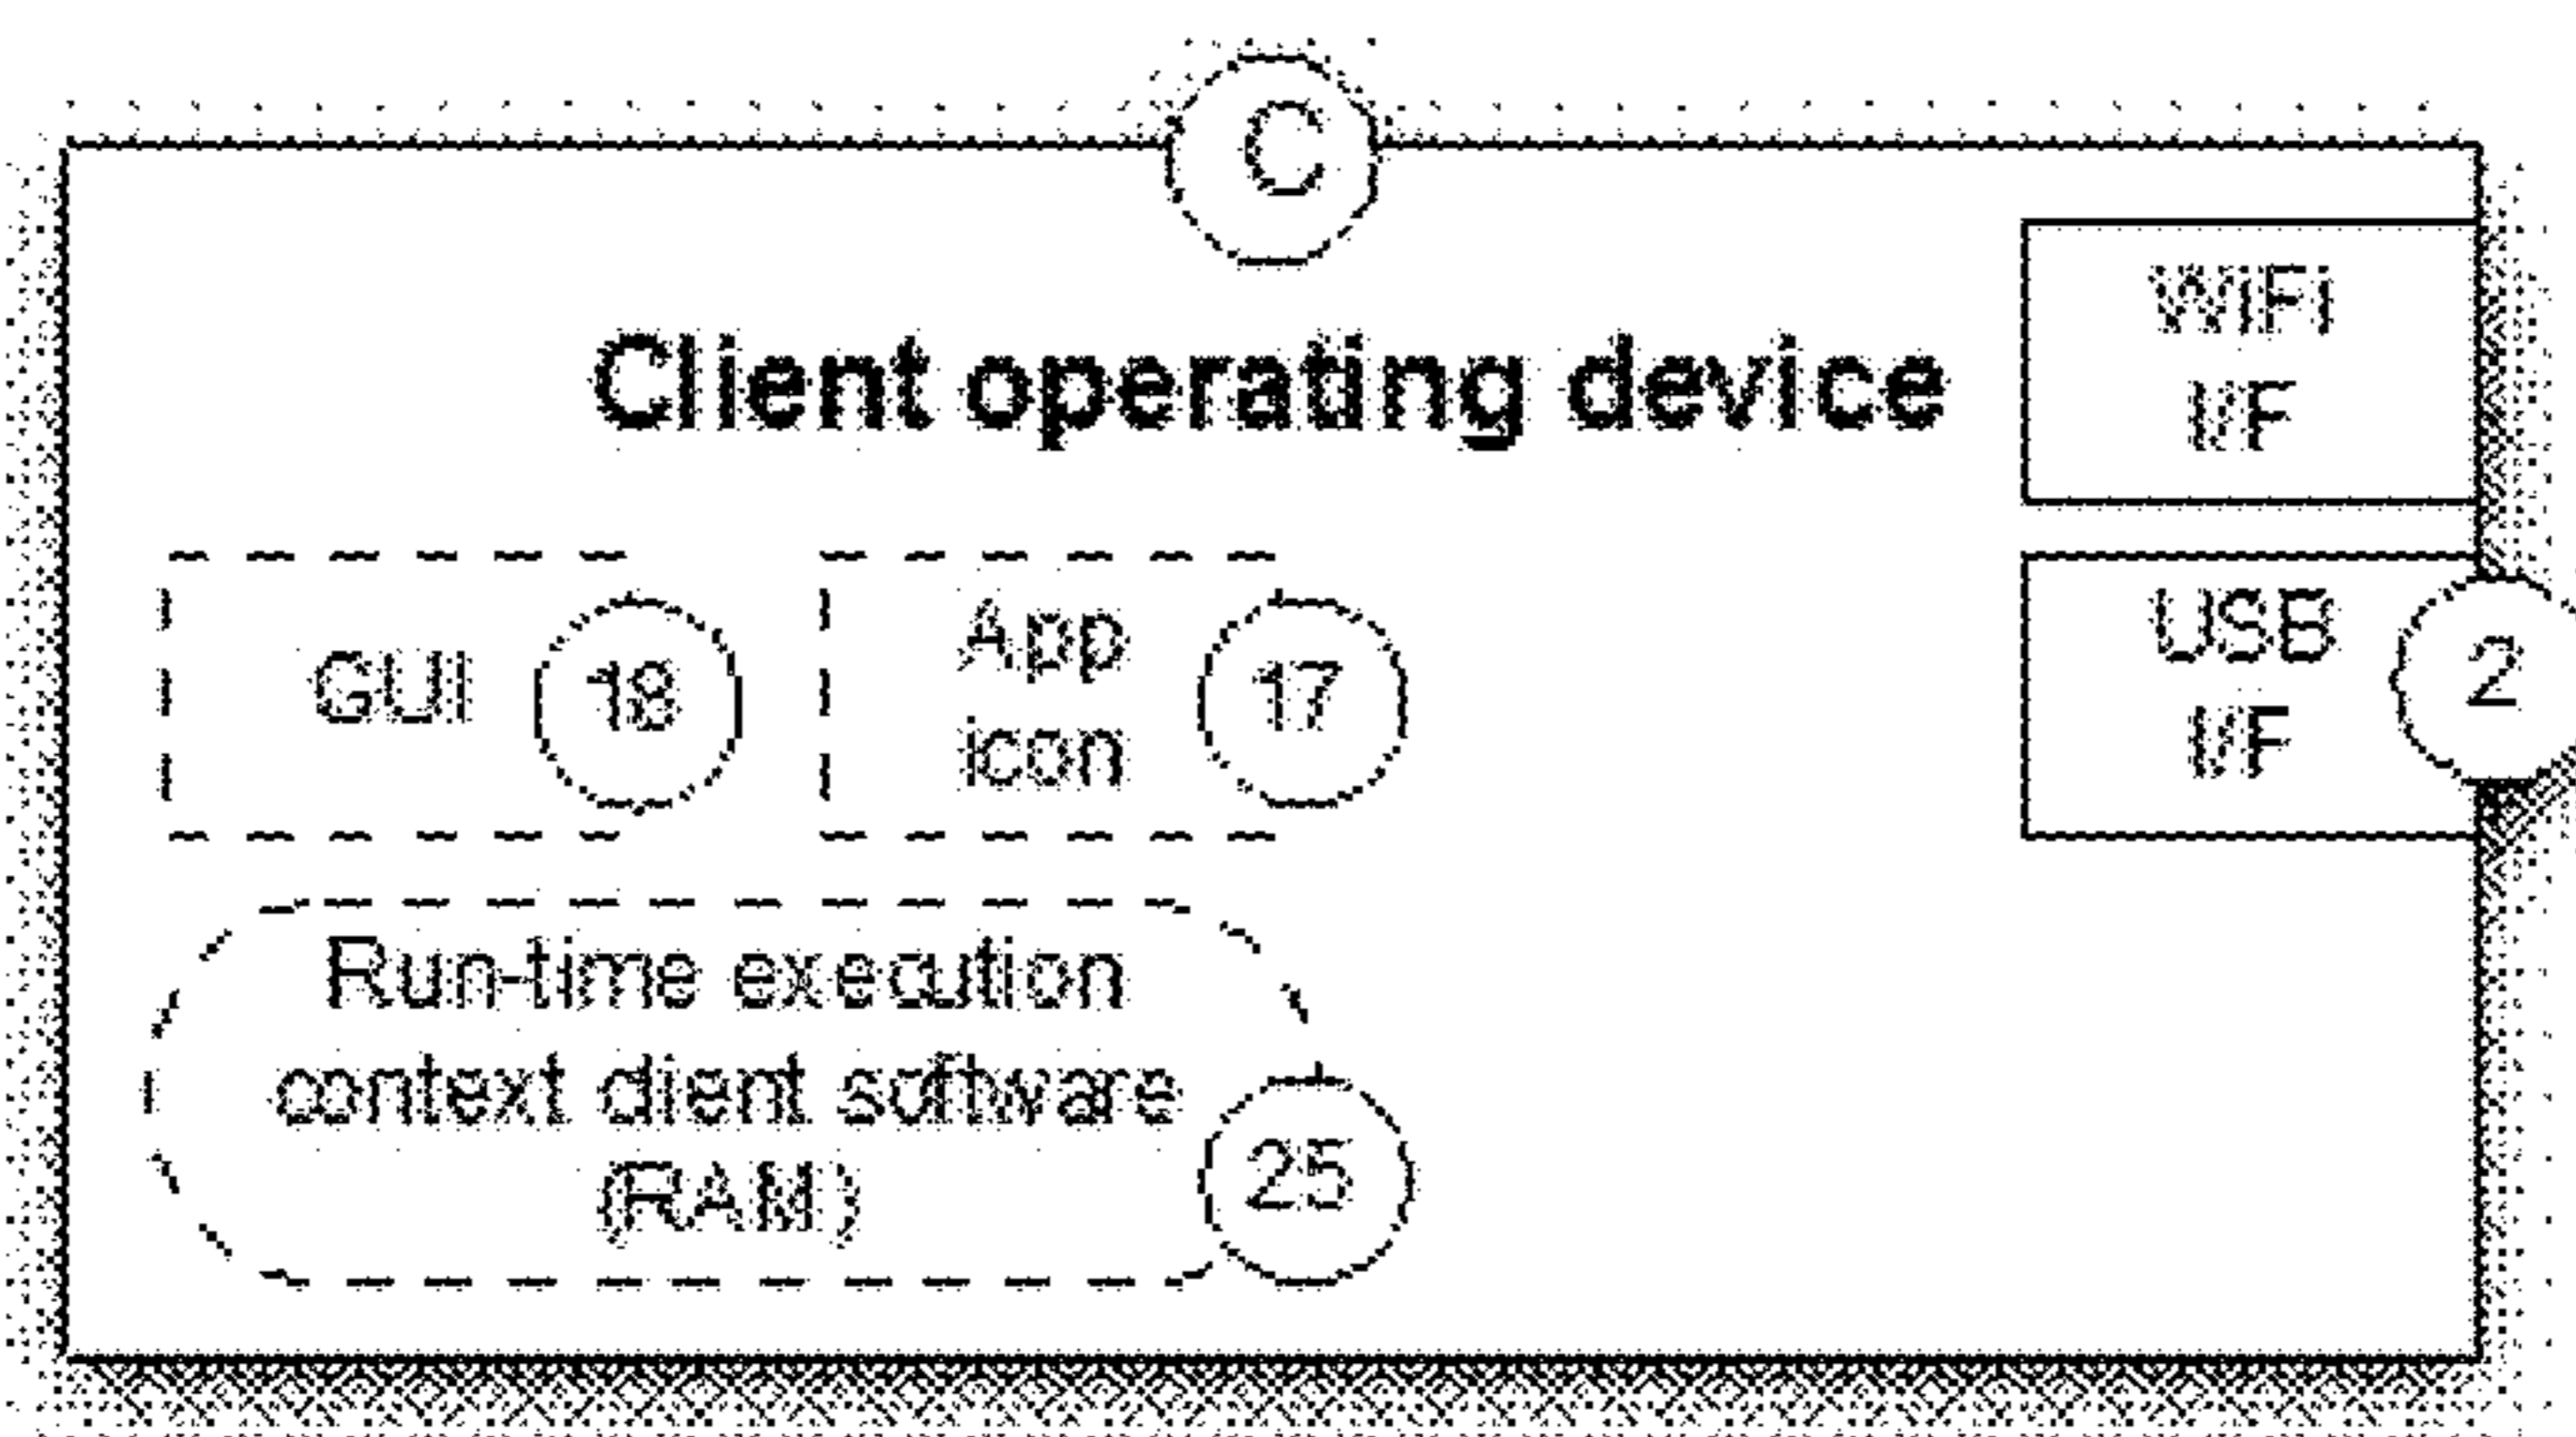 C
Client operating device
WiFi
I/F
GUI
18
App
icon
17
USB
I/F
2
Run-time execution
context client software
(RAM)
25